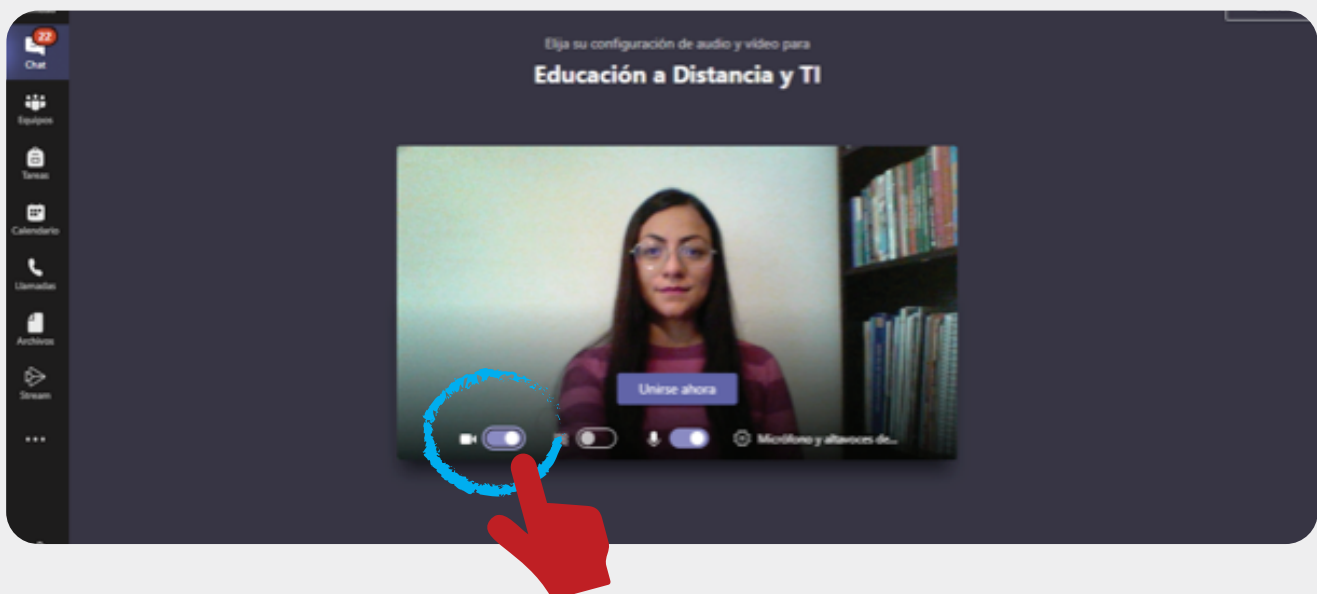 22
Chat
Equipos
Tareas
Calendario
Llamadas
Archivos
Stream
Elija su configuración de audio y vídeo para
Educación a Distancia y TI
Unirse ahora
Micrófono y altavoces de...